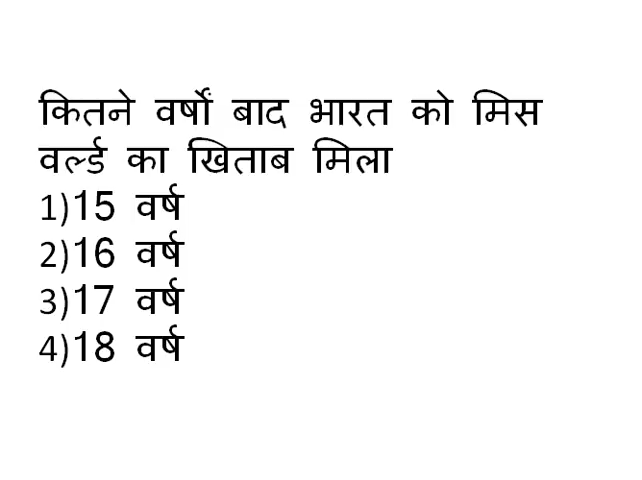 कितने वर्षों बाद भारत को मिस
वर्ल्ड का खिताब मिला
1)15 वर्ष
2)16 वर्ष
3)17 वर्ष
4)18 वर्ष